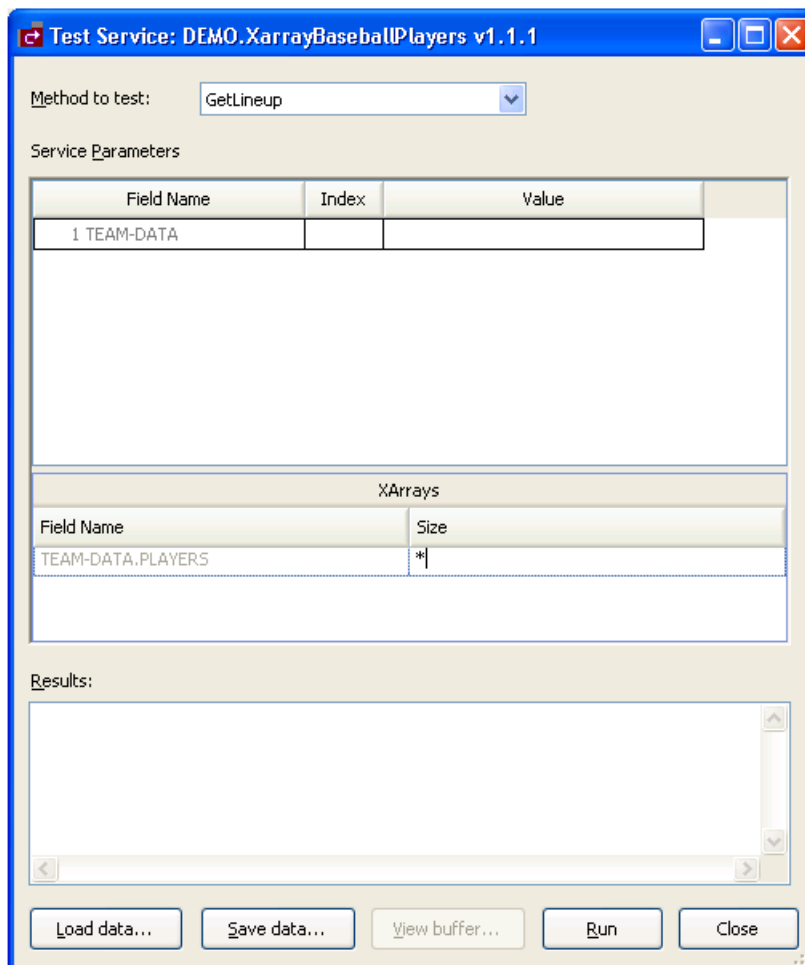 Test Service: DEMO.XarrayBaseballPlayers v1.1.1
Method to test: GetLineup
Service Parameters
Field Name Index Value
1 TEAM-DATA
XArrays
Field Name Size
TEAM-DATA.PLAYERS *
Results:
Load data... Save data... View buffer... Run Close